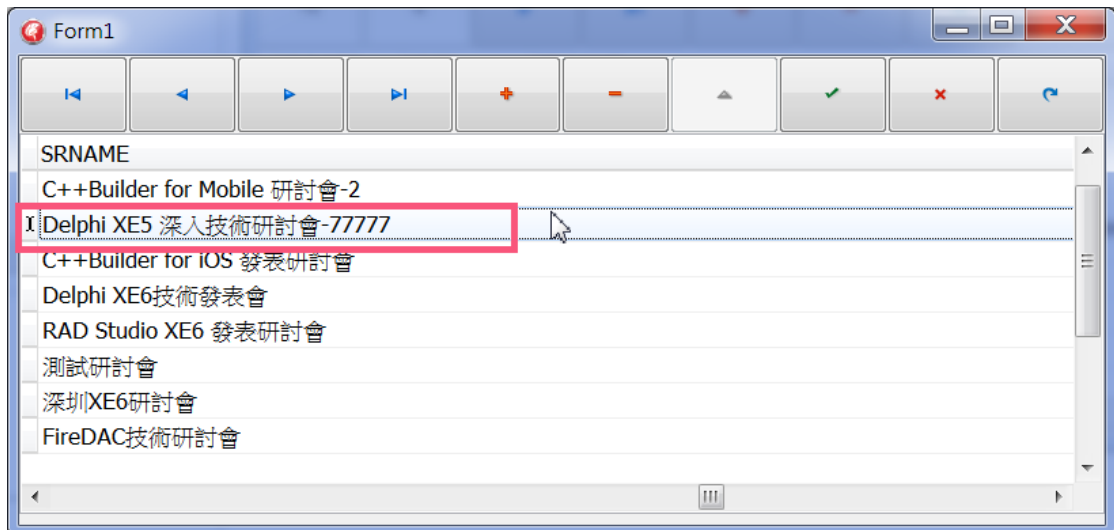 Form1
SRNAME
C++Builder for Mobile 研討會-2
Delphi XE5 深入技術研討會-77777
C++Builder for iOS 發表研討會
Delphi XE6技術發表會
RAD Studio XE6 發表研討會
測試研討會
深圳XE6研討會
FireDAC技術研討會